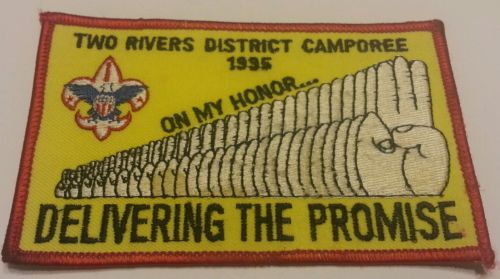 TWO RIVERS DISTRICT CAMPOREE
1995
ON MY HONOR....
DELIVERING THE PROMISE